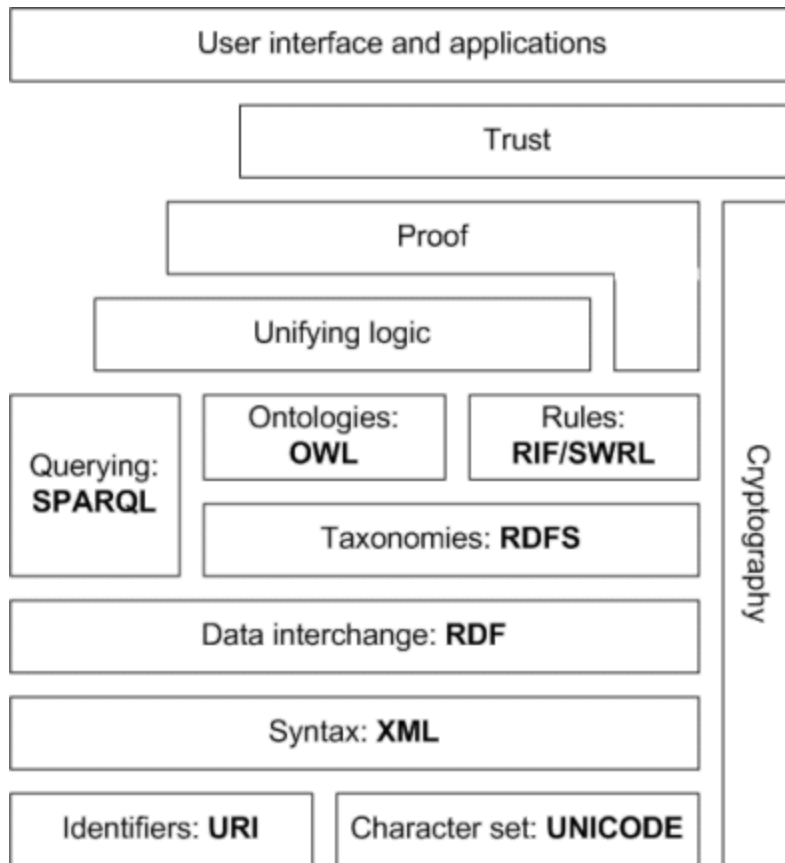 User interface and applications
Trust
Proof
Unifying logic
Querying:
SPARQL
Ontologies:
OWL
Rules:
RIF/SWRL
Taxonomies: RDFS
Data interchange: RDF
Syntax: XML
Identifiers: URI
Character set: UNICODE
Cryptography